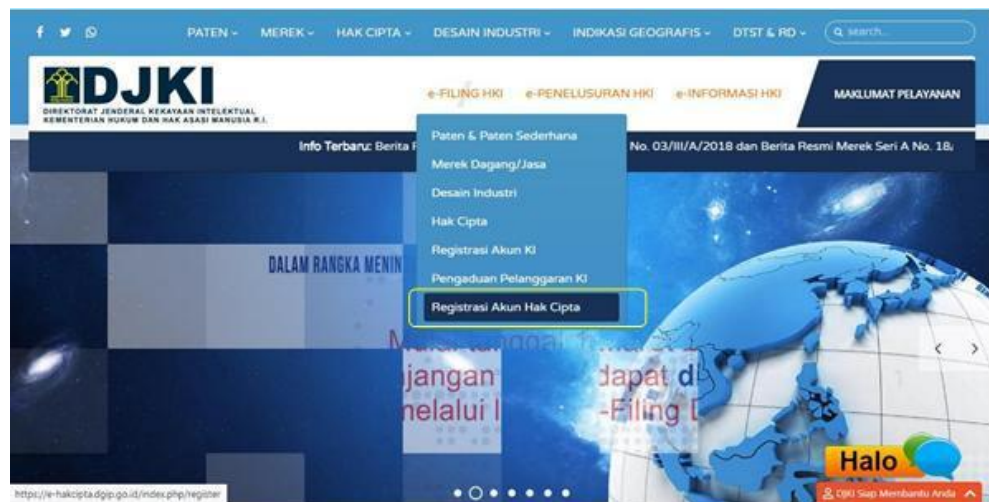 PATEN MEREK HAK CIPTA DESAIN INDUSTRI INDIKASI GEOGRAFIS DTST & RD Search...
DJKI
DIREKTORAT JENDERAL KEKAYAAN INTELEKTUAL
KEMENTERIAN HUKUM DAN HAK ASASI MANUSIA R.I.
e-FILING HKI e-PENELUSURAN HKI e-INFORMASI HKI MAKLUMAT PELAYANAN
Info Terbaru: Berita No. 03/III/A/2018 dan Berita Resmi Merek Seri A No. 18/
Paten & Paten Sederhana
Merek Dagang/Jasa
Desain Industri
Hak Cipta
Registrasi Akun KI
Pengaduan Pelanggaran KI
Registrasi Akun Hak Cipta
DALAM RANGKA MENIN
jangan dapat d
melalui -Filing
Halo
DJKI Siap Membantu Anda
https://e-hakcipta.dgip.go.id/index.php/register